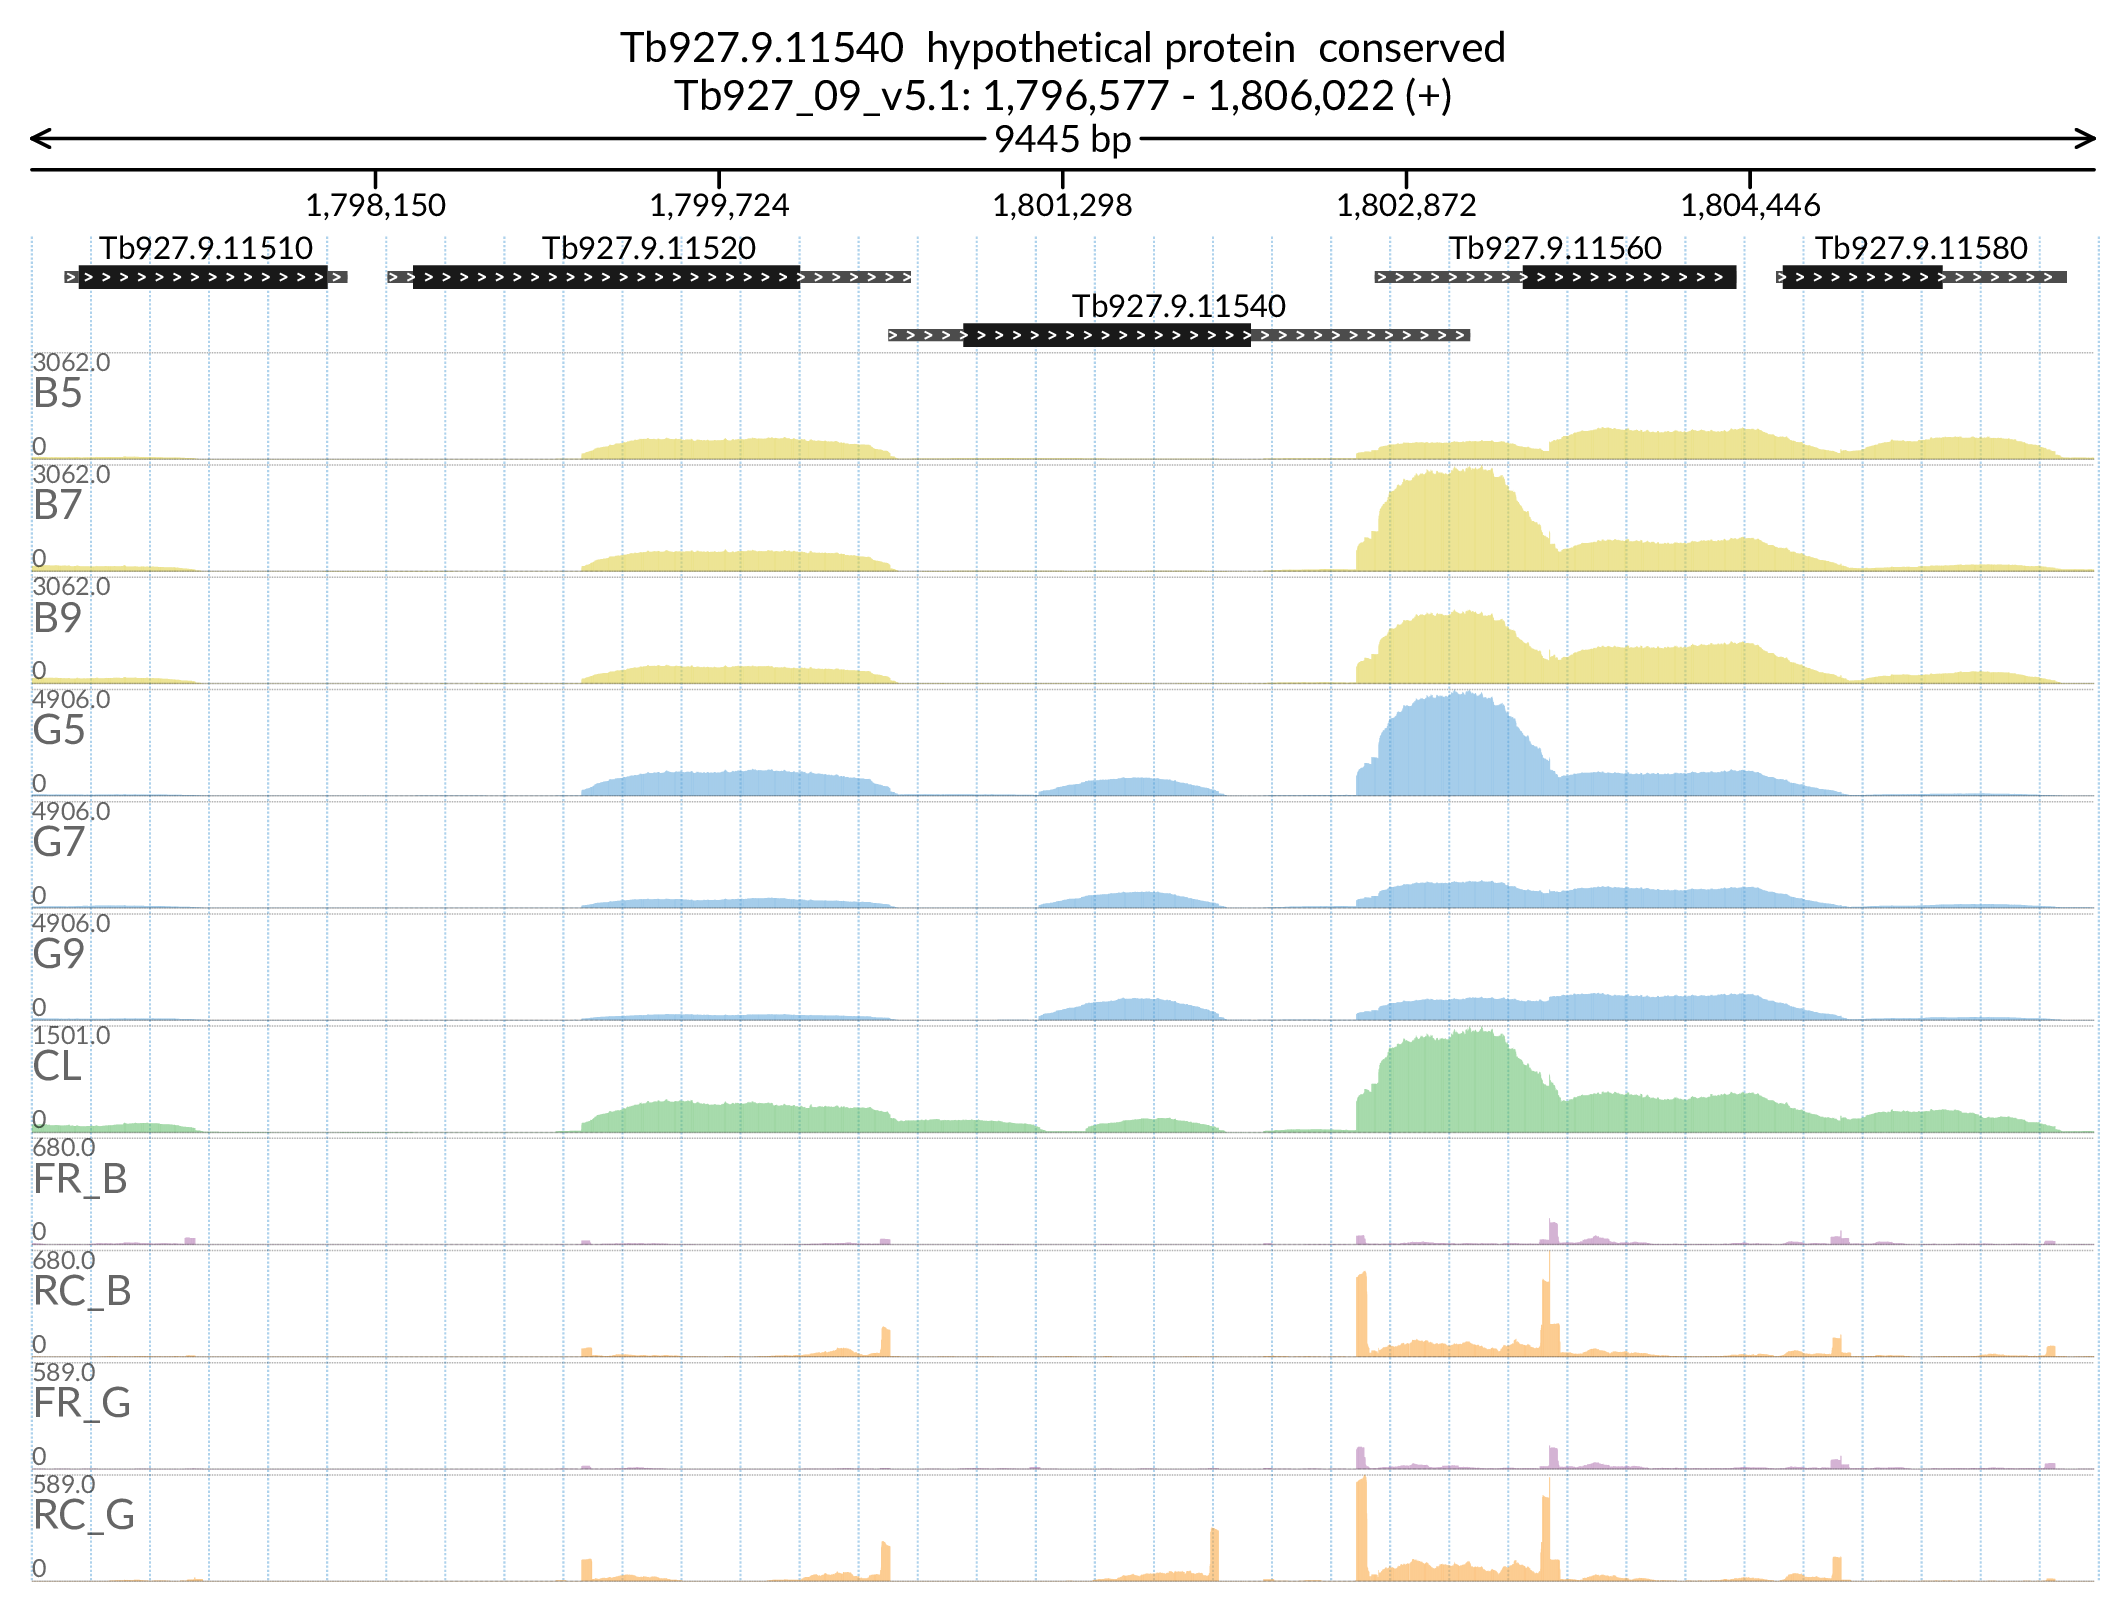 Tb927.9.11540 hypothetical protein conserved
Tb927_09_v5.1: 1,796,577 - 1,806,022 (+)
9445 bp
1,798,150 1,799,724 1,801,298 1,802,872 1,804,446
Tb927.9.11510 Tb927.9.11520 Tb927.9.11560 Tb927.9.11580
Tb927.9.11540
3062.0
B5
0
3062.0
B7
0
3062.0
B9
0
4906.0
G5
0
4906.0
G7
0
4906.0
G9
0
1501.0
CL
0
680.0
FR_B
0
680.0
RC_B
0
589.0
FR_G
0
589.0
RC_G
0